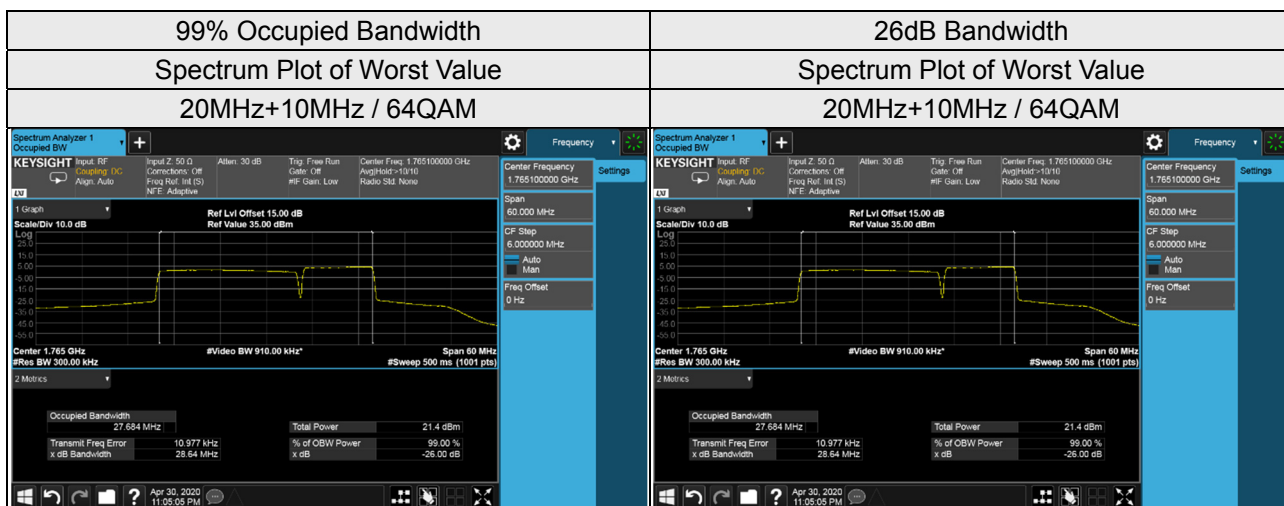 99% Occupied Bandwidth
26dB Bandwidth
Spectrum Plot of Worst Value
Spectrum Plot of Worst Value
20MHz+10MHz / 64QAM
20MHz+10MHz / 64QAM
Spectrum Analyzer 1
Occupied BW
+
Frequency
KEYSIGHT
Input: RF
Coupling: DC
Align: Auto
Input Z: 50 Ω
Corrections: Off
Freq Ref: Int (S)
NFE: Adaptive
Atten: 30 dB
Trig: Free Run
Gate: Off
#IF Gain: Low
Center Freq: 1.765100000 GHz
Avg|Hold:>10/10
Radio Std: None
LXI
Center Frequency
1.765100000 GHz
Settings
Span
60.000 MHz
CF Step
6.000000 MHz
Auto
Man
Freq Offset
0 Hz
1 Graph
Scale/Div 10.0 dB
Ref Lvl Offset 15.00 dB
Ref Value 35.00 dBm
Log
25.0
15.0
5.00
-5.00
-15.0
-25.0
-35.0
-45.0
-55.0
Center 1.765 GHz
#Res BW 300.00 kHz
#Video BW 910.00 kHz*
Span 60 MHz
#Sweep 500 ms (1001 pts)
2 Metrics
Occupied Bandwidth
27.684 MHz
Transmit Freq Error 10.977 kHz
x dB Bandwidth 28.64 MHz
Total Power 21.4 dBm
% of OBW Power 99.00 %
x dB -26.00 dB
?
Apr 30, 2020
11:05:05 PM
Spectrum Analyzer 1
Occupied BW
+
Frequency
KEYSIGHT
Input: RF
Coupling: DC
Align: Auto
Input Z: 50 Ω
Corrections: Off
Freq Ref: Int (S)
NFE: Adaptive
Atten: 30 dB
Trig: Free Run
Gate: Off
#IF Gain: Low
Center Freq: 1.765100000 GHz
Avg|Hold:>10/10
Radio Std: None
LXI
Center Frequency
1.765100000 GHz
Settings
Span
60.000 MHz
CF Step
6.000000 MHz
Auto
Man
Freq Offset
0 Hz
1 Graph
Scale/Div 10.0 dB
Ref Lvl Offset 15.00 dB
Ref Value 35.00 dBm
Log
25.0
15.0
5.00
-5.00
-15.0
-25.0
-35.0
-45.0
-55.0
Center 1.765 GHz
#Res BW 300.00 kHz
#Video BW 910.00 kHz*
Span 60 MHz
#Sweep 500 ms (1001 pts)
2 Metrics
Occupied Bandwidth
27.684 MHz
Transmit Freq Error 10.977 kHz
x dB Bandwidth 28.64 MHz
Total Power 21.4 dBm
% of OBW Power 99.00 %
x dB -26.00 dB
?
Apr 30, 2020
11:05:05 PM